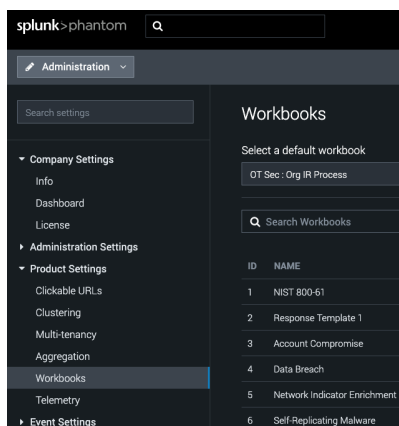 splunk>phantom
Administration
Search settings
Company Settings
Info
Dashboard
License
Administration Settings
Product Settings
Clickable URLs
Clustering
Multi-tenancy
Aggregation
Workbooks
Telemetry
Event Settings
Workbooks
Select a default workbook
OT Sec : Org IR Process
Search Workbooks
ID NAME
1 NIST 800-61
2 Response Template 1
3 Account Compromise
4 Data Breach
5 Network Indicator Enrichment
6 Self-Replicating Malware